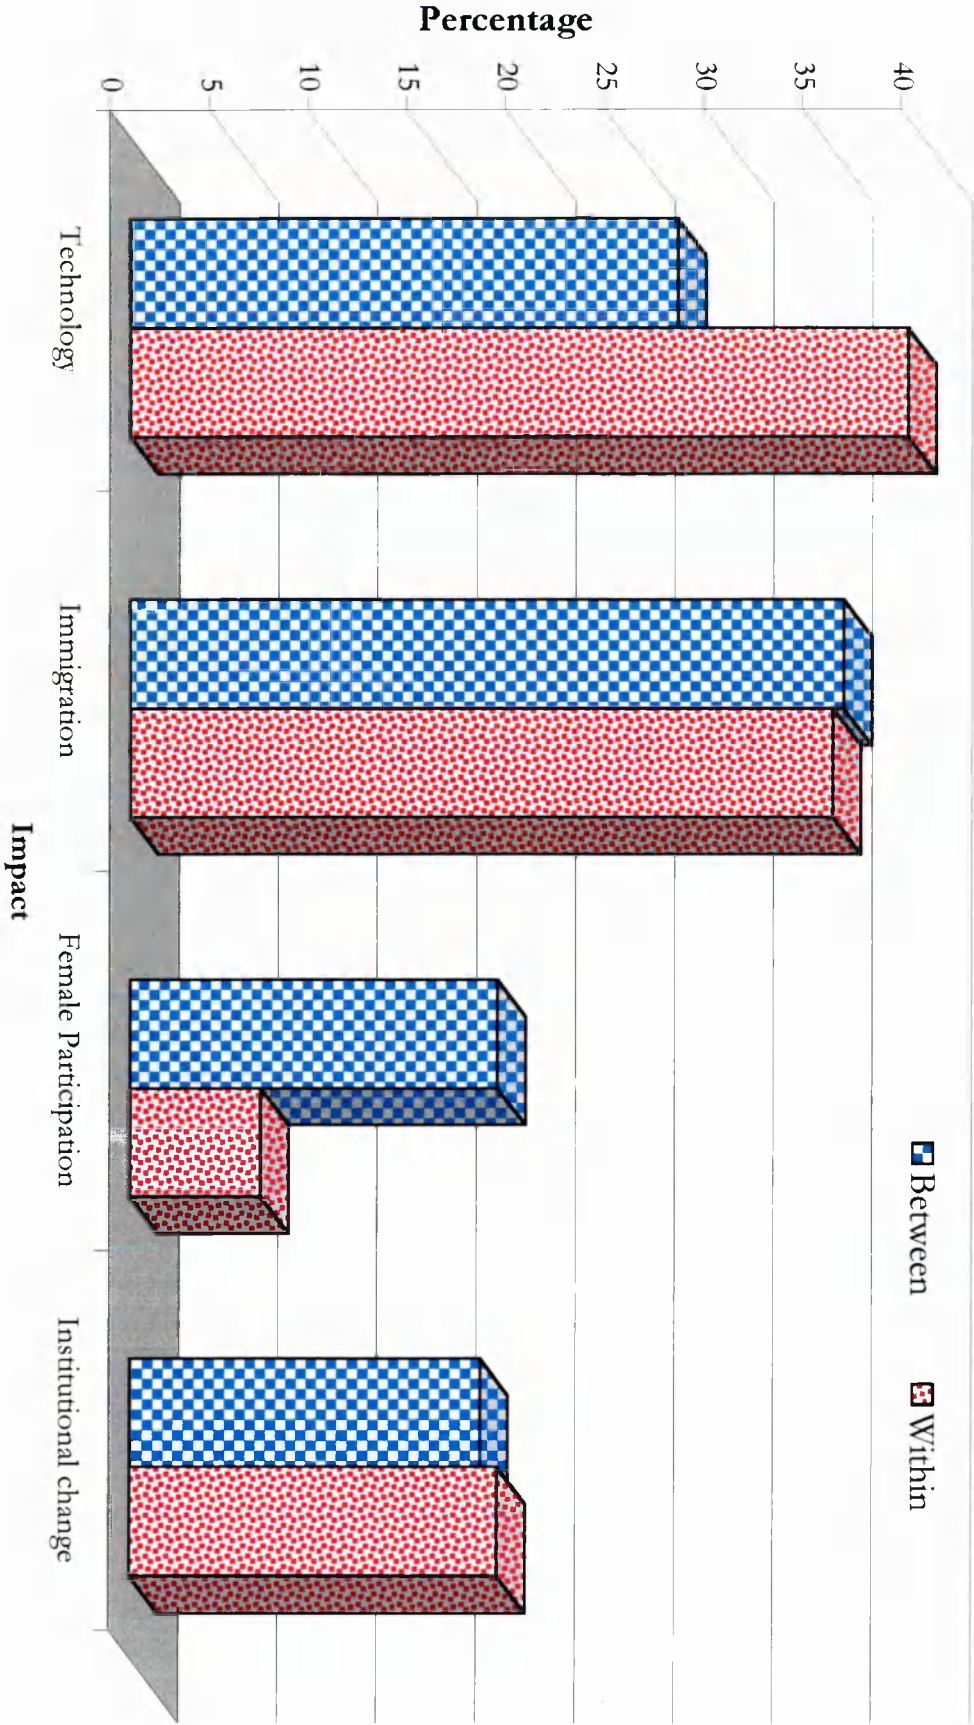 Between
Within
Percentage
40
35
30
25
20
15
10
5
0
Technology
Immigration
Female Participation
Institutional change
Impact